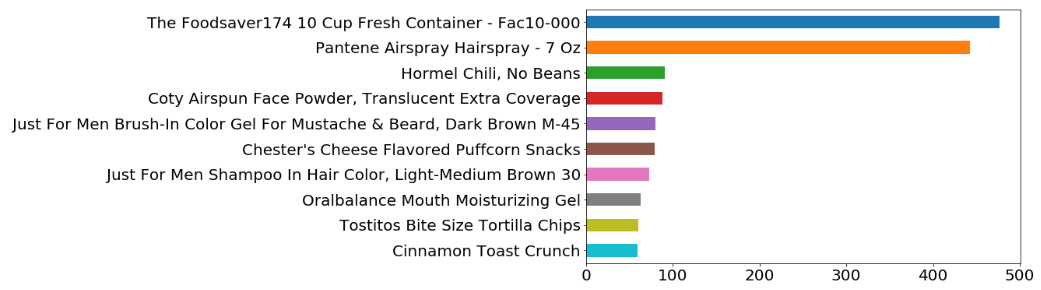 The Foodsaver174 10 Cup Fresh Container - Fac10-000
Pantene Airspray Hairspray - 7 Oz
Hormel Chili, No Beans
Coty Airspun Face Powder, Translucent Extra Coverage
Just For Men Brush-In Color Gel For Mustache & Beard, Dark Brown M-45
Chester's Cheese Flavored Puffcorn Snacks
Just For Men Shampoo In Hair Color, Light-Medium Brown 30
Oralbalance Mouth Moisturizing Gel
Tostitos Bite Size Tortilla Chips
Cinnamon Toast Crunch
0 100 200 300 400 500